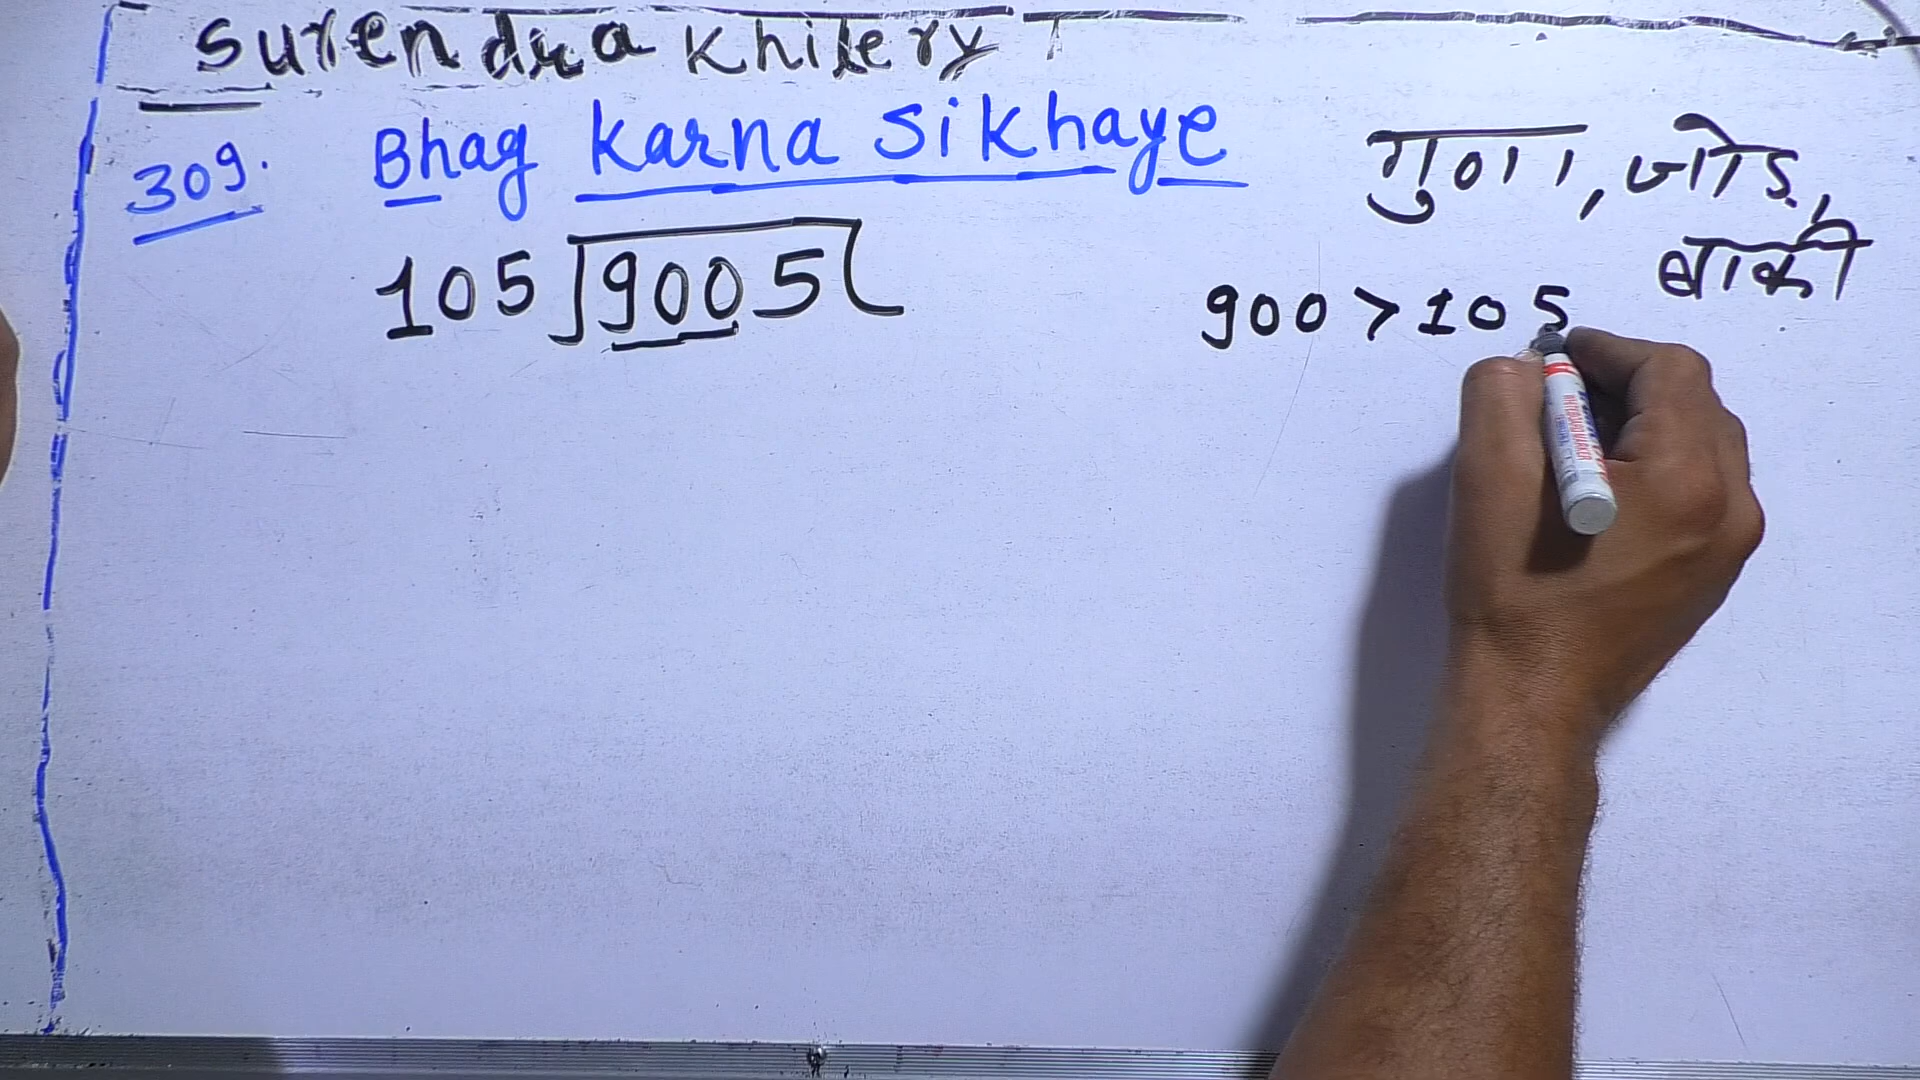 Surendra Khilery
309.
Bhag Karna Sikhaye
गुणा, जोड़,
बाकी
105)9005(
900 > 105